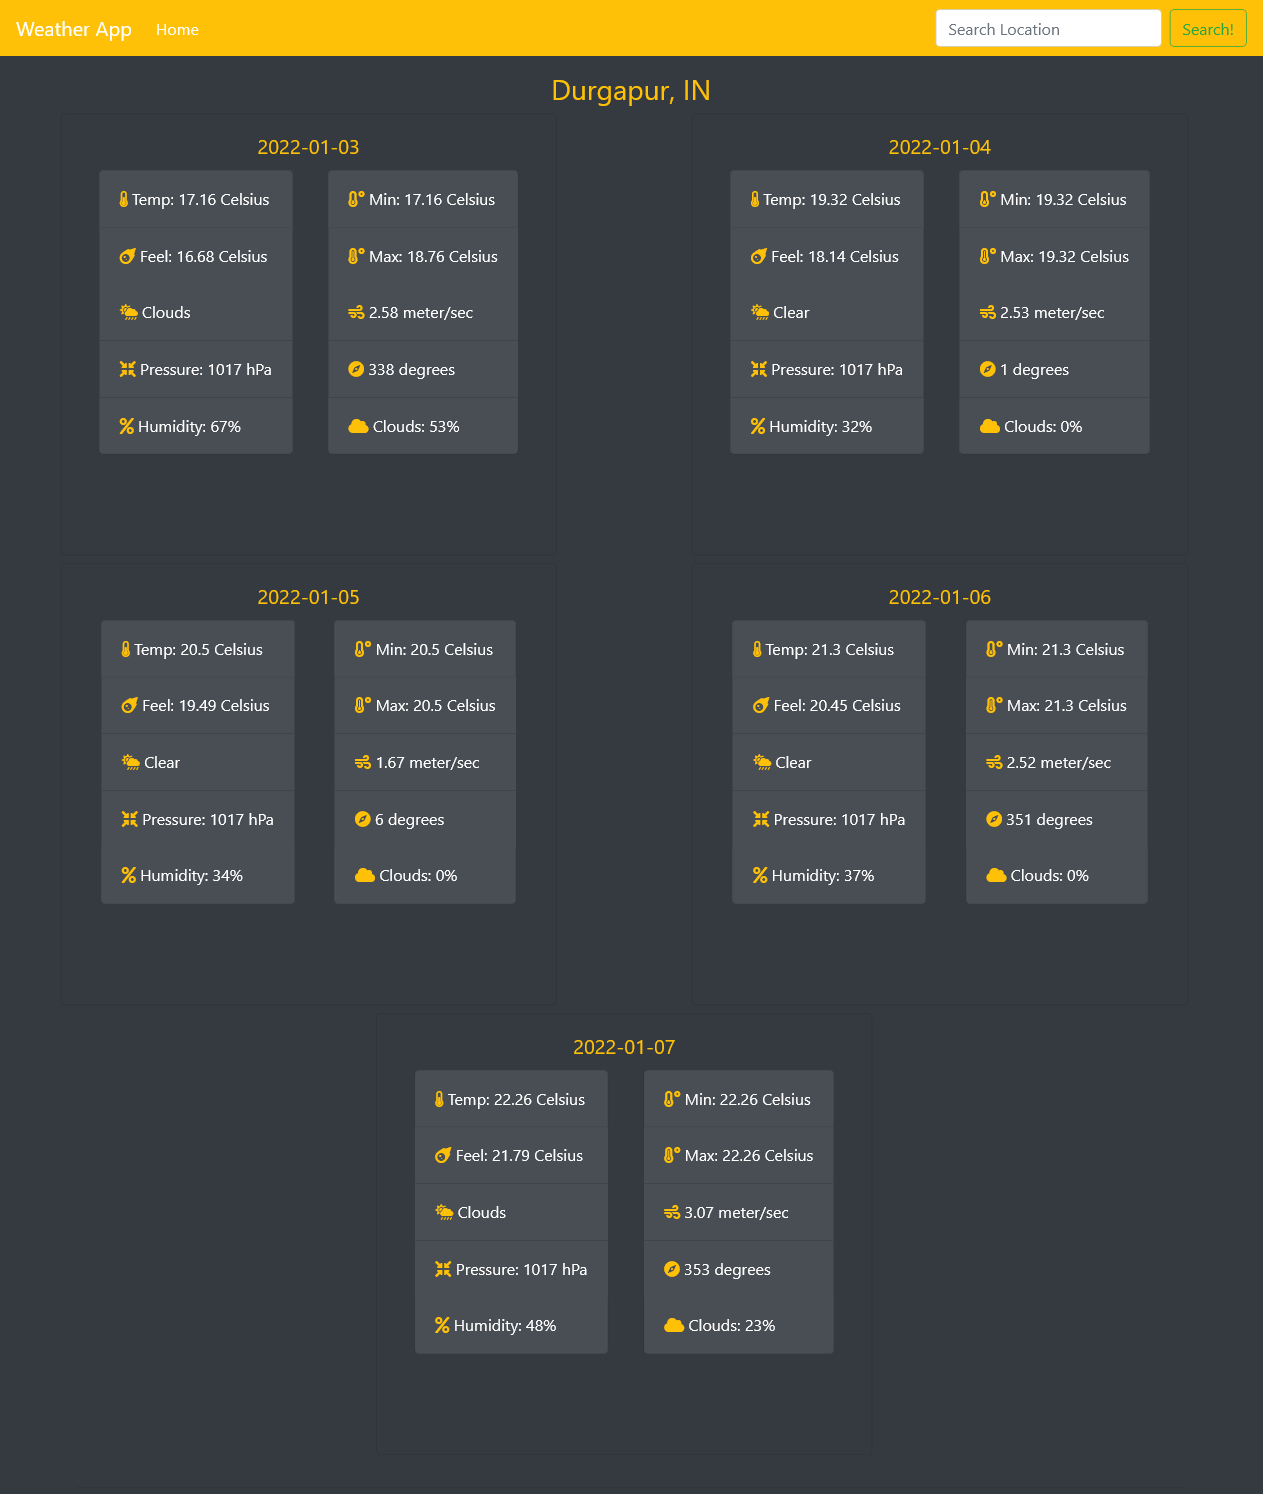 Weather App
Home
Search Location
Search!
Durgapur, IN
2022-01-03
Temp: 17.16 Celsius
Feel: 16.68 Celsius
Clouds
Pressure: 1017 hPa
Humidity: 67%
Min: 17.16 Celsius
Max: 18.76 Celsius
2.58 meter/sec
338 degrees
Clouds: 53%
2022-01-04
Temp: 19.32 Celsius
Feel: 18.14 Celsius
Clear
Pressure: 1017 hPa
Humidity: 32%
Min: 19.32 Celsius
Max: 19.32 Celsius
2.53 meter/sec
1 degrees
Clouds: 0%
2022-01-05
Temp: 20.5 Celsius
Feel: 19.49 Celsius
Clear
Pressure: 1017 hPa
Humidity: 34%
Min: 20.5 Celsius
Max: 20.5 Celsius
1.67 meter/sec
6 degrees
Clouds: 0%
2022-01-06
Temp: 21.3 Celsius
Feel: 20.45 Celsius
Clear
Pressure: 1017 hPa
Humidity: 37%
Min: 21.3 Celsius
Max: 21.3 Celsius
2.52 meter/sec
351 degrees
Clouds: 0%
2022-01-07
Temp: 22.26 Celsius
Feel: 21.79 Celsius
Clouds
Pressure: 1017 hPa
Humidity: 48%
Min: 22.26 Celsius
Max: 22.26 Celsius
3.07 meter/sec
353 degrees
Clouds: 23%